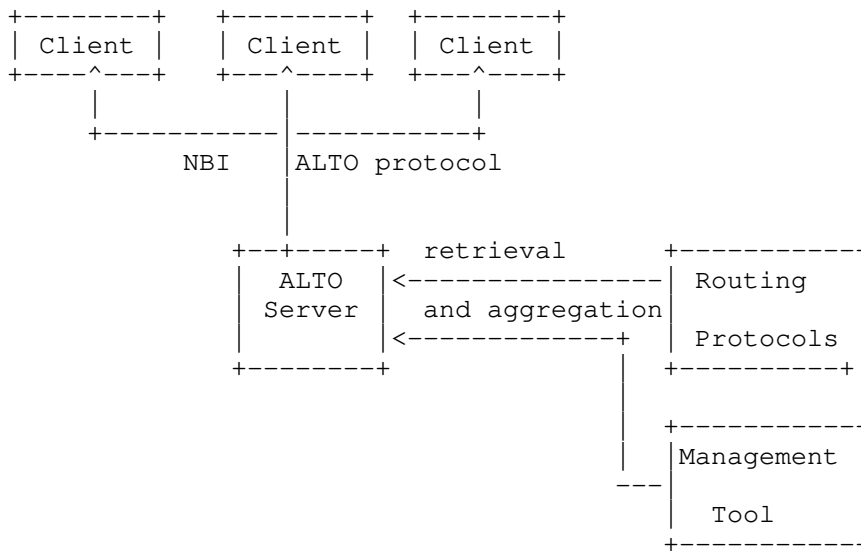 Client Client Client
NBI ALTO protocol
retrieval
ALTO Routing
Server and aggregation
Protocols
Management
Tool